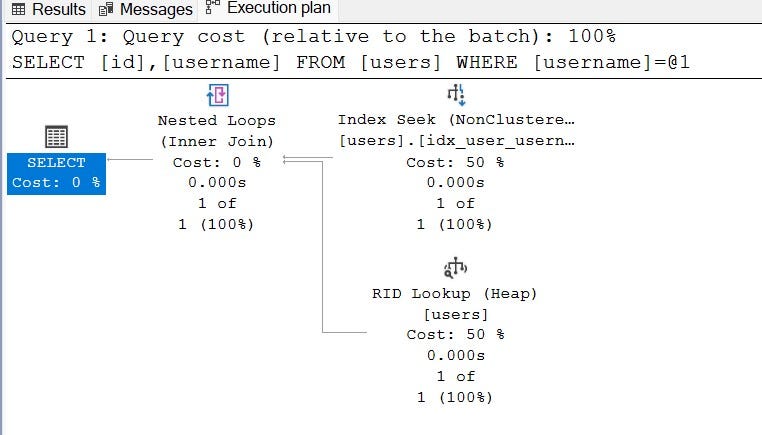 Results Messages Execution plan
Query 1: Query cost (relative to the batch): 100%
SELECT [id],[username] FROM [users] WHERE [username]=@1
SELECT
Cost: 0 %
Nested Loops
(Inner Join)
Cost: 0 %
0.000s
1 of
1 (100%)
Index Seek (NonClustere…
[users].[idx_user_usern…
Cost: 50 %
0.000s
1 of
1 (100%)
RID Lookup (Heap)
[users]
Cost: 50 %
0.000s
1 of
1 (100%)